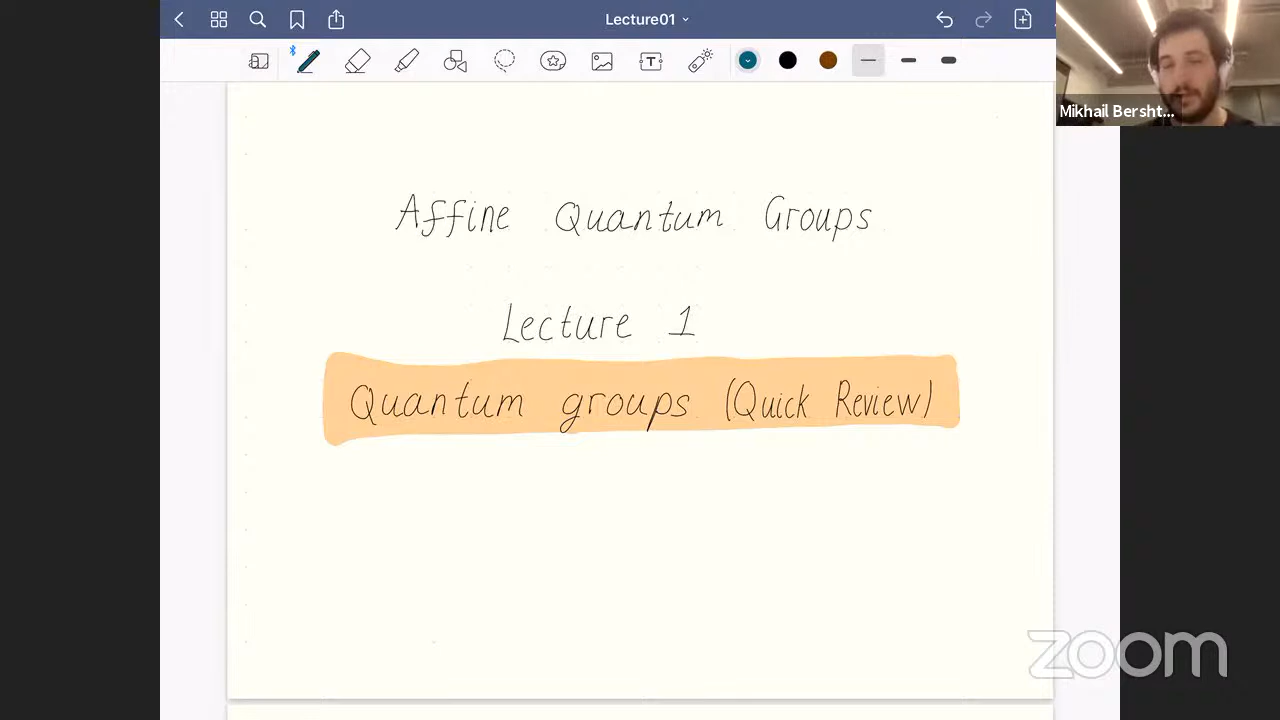 Lecture01
Mikhail Bersht...
Affine Quantum Groups
Lecture 1
Quantum groups (Quick Review)
zoom